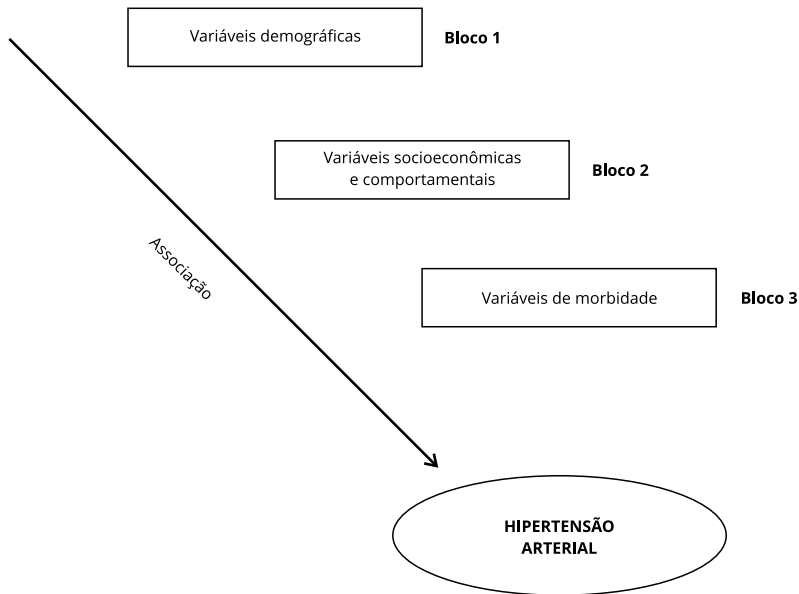 Variáveis demográficas
Bloco 1
Variáveis socioeconômicas
e comportamentais
Bloco 2
Associação
Variáveis de morbidade
Bloco 3
HIPERTENSÃO
ARTERIAL